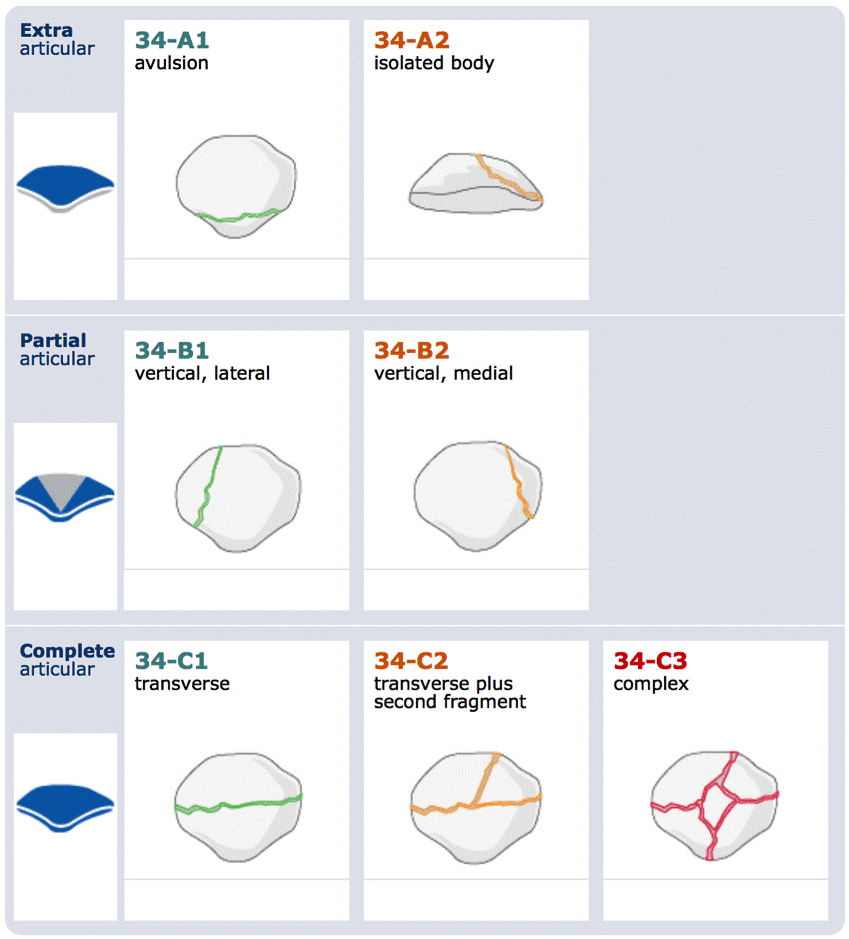 Extra
articular
34-A1
avulsion
34-A2
isolated body
Partial
articular
34-B1
vertical, lateral
34-B2
vertical, medial
Complete
articular
34-C1
transverse
34-C2
transverse plus
second fragment
34-C3
complex